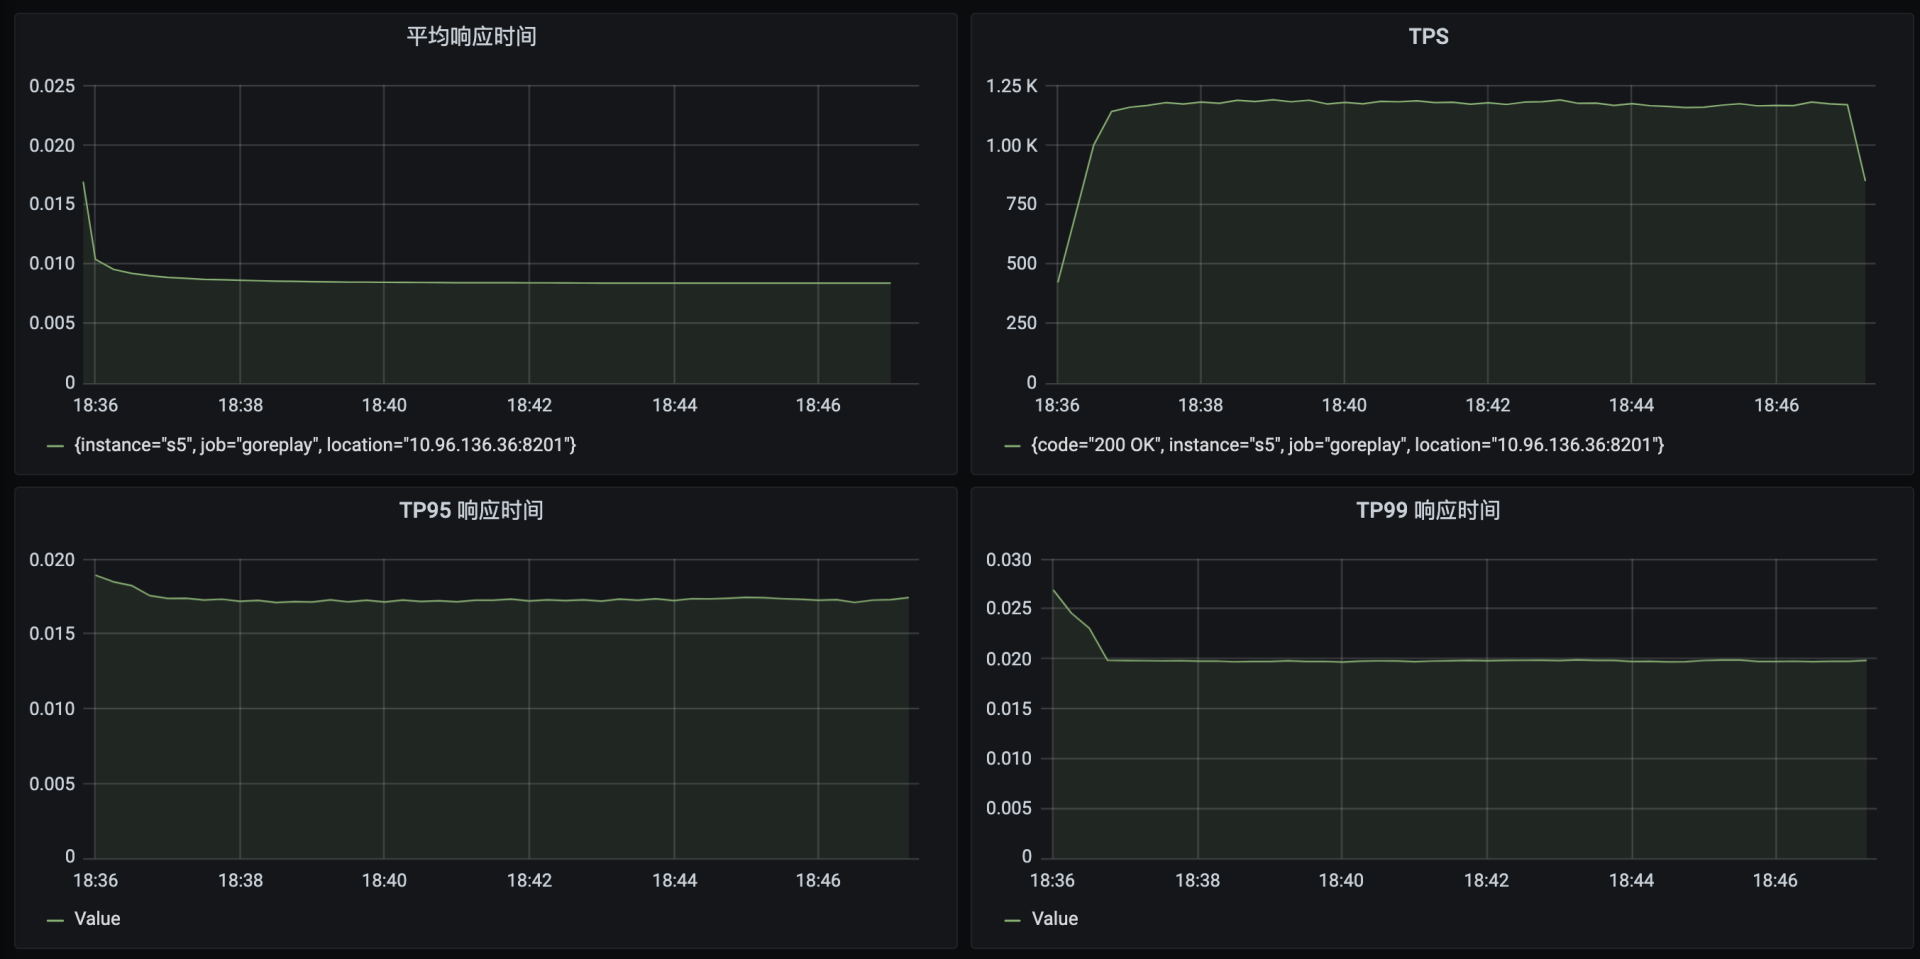 平均响应时间
0.025
0.020
0.015
0.010
0.005
0
18:36 18:38 18:40 18:42 18:44 18:46
{instance="s5", job="goreplay", location="10.96.136.36:8201"}
TPS
1.25 K
1.00 K
750
500
250
0
18:36 18:38 18:40 18:42 18:44 18:46
{code="200 OK", instance="s5", job="goreplay", location="10.96.136.36:8201"}
TP95 响应时间
0.020
0.015
0.010
0.005
0
18:36 18:38 18:40 18:42 18:44 18:46
Value
TP99 响应时间
0.030
0.025
0.020
0.015
0.010
0.005
0
18:36 18:38 18:40 18:42 18:44 18:46
Value